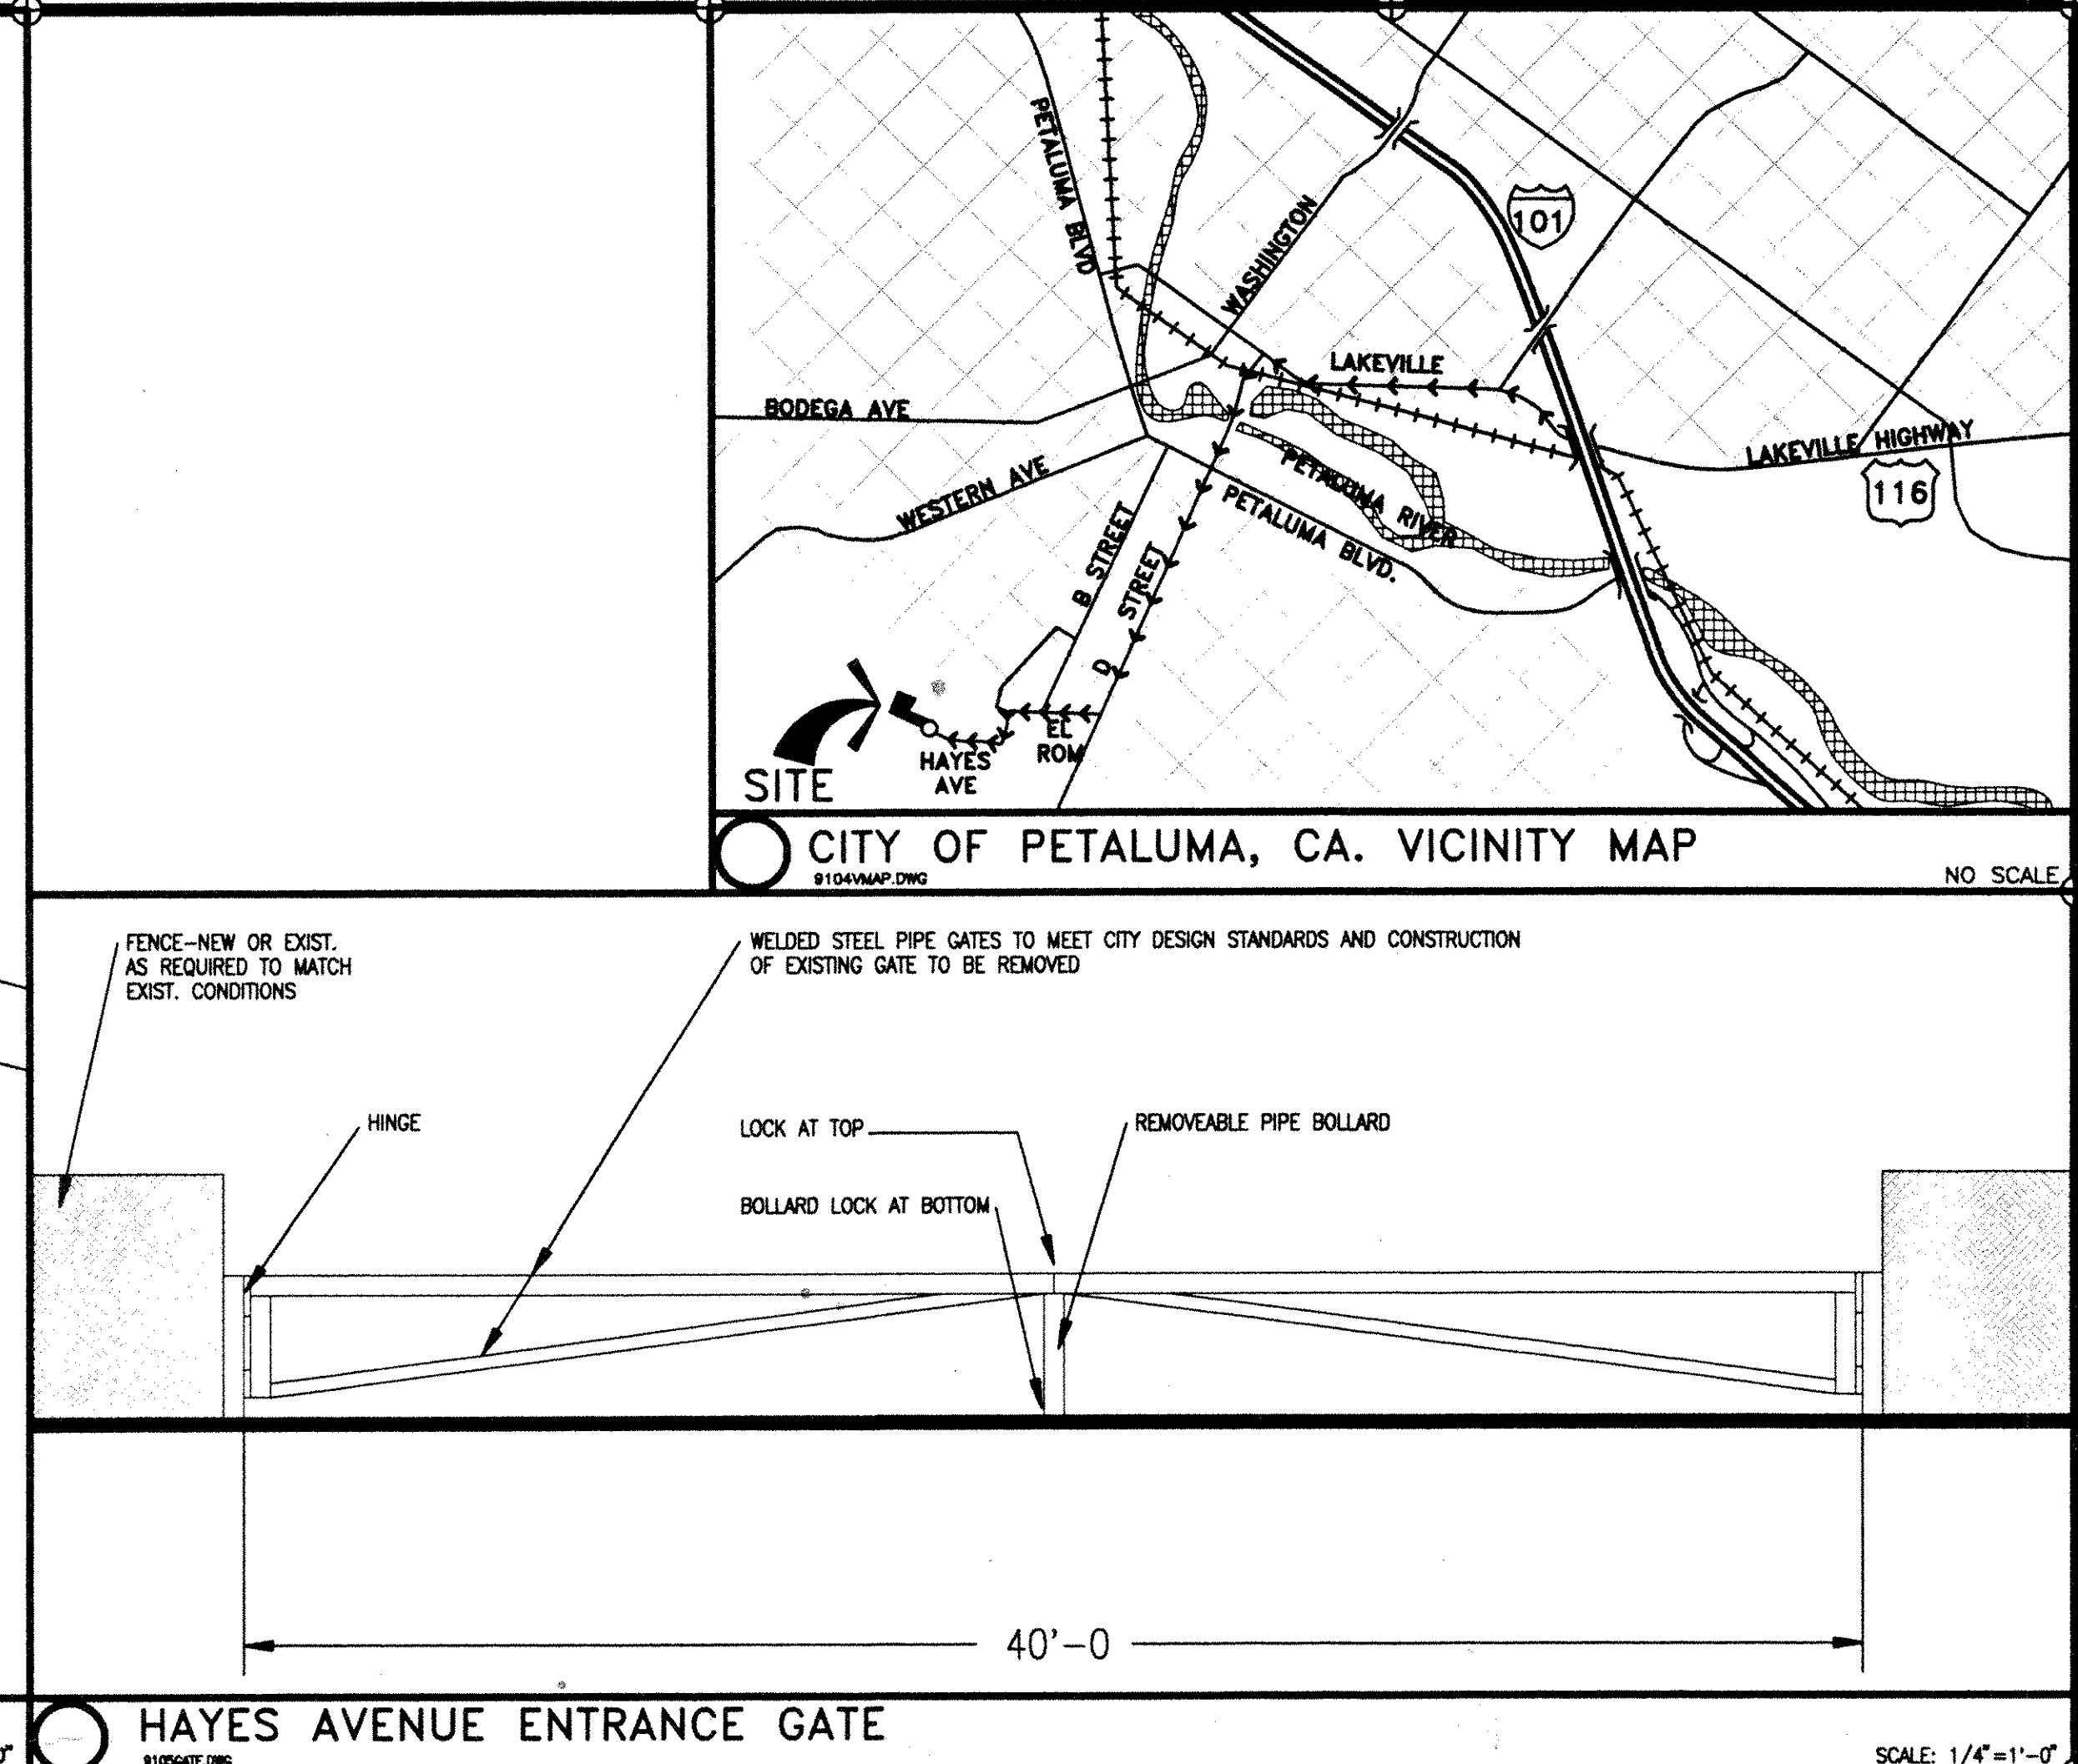 PETALUMA BLVD
WASHINGTON
101
LAKEVILLE
BODEGA AVE
LAKEVILLE HIGHWAY
116
WESTERN AVE
PETALUMA RIVER
PETALUMA BLVD.
B STREET
D STREET
EL
ROM
HAYES
AVE
SITE
CITY OF PETALUMA, CA. VICINITY MAP
9104VMAP.DWG
NO SCALE
FENCE-NEW OR EXIST.
AS REQUIRED TO MATCH
EXIST. CONDITIONS
WELDED STEEL PIPE GATES TO MEET CITY DESIGN STANDARDS AND CONSTRUCTION
OF EXISTING GATE TO BE REMOVED
HINGE
LOCK AT TOP
REMOVEABLE PIPE BOLLARD
BOLLARD LOCK AT BOTTOM
40'-0
HAYES AVENUE ENTRANCE GATE
9105GATE.DWG
SCALE: 1/4"=1'-0"
0"